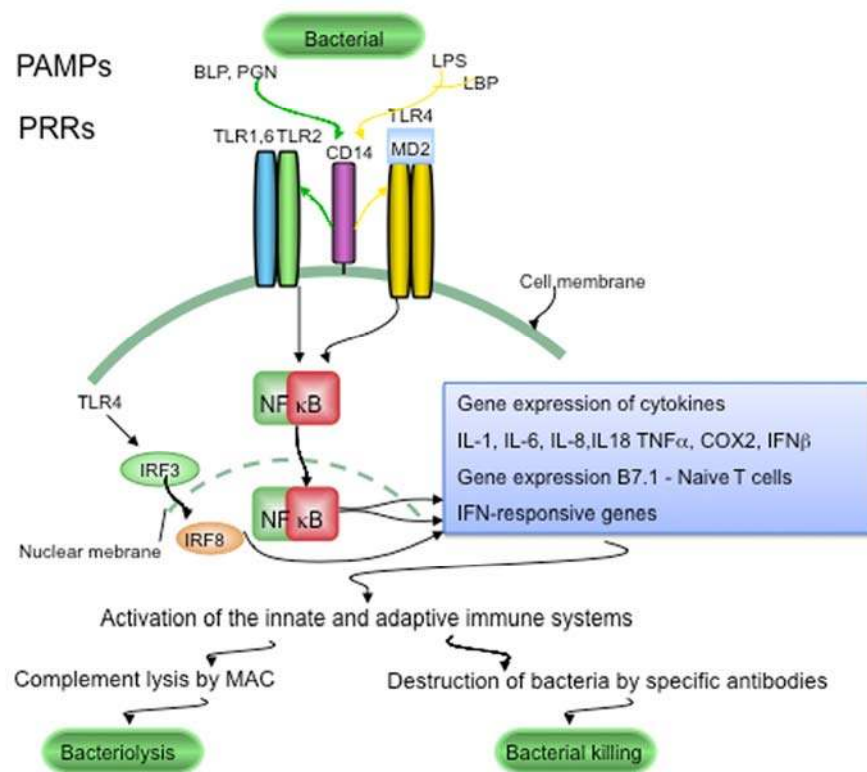 Bacterial
PAMPs
BLP, PGN
LPS
LBP
PRRs
TLR4
TLR1,6 TLR2
CD14
MD2
Cell membrane
TLR4
NF κB
IRF3
NF κB
IRF8
Nuclear mebrane
Gene expression of cytokines
IL-1, IL-6, IL-8,IL18 TNFα, COX2, IFNβ
Gene expression B7.1 - Naive T cells
IFN-responsive genes
Activation of the innate and adaptive immune systems
Complement lysis by MAC
Destruction of bacteria by specific antibodies
Bacteriolysis
Bacterial killing